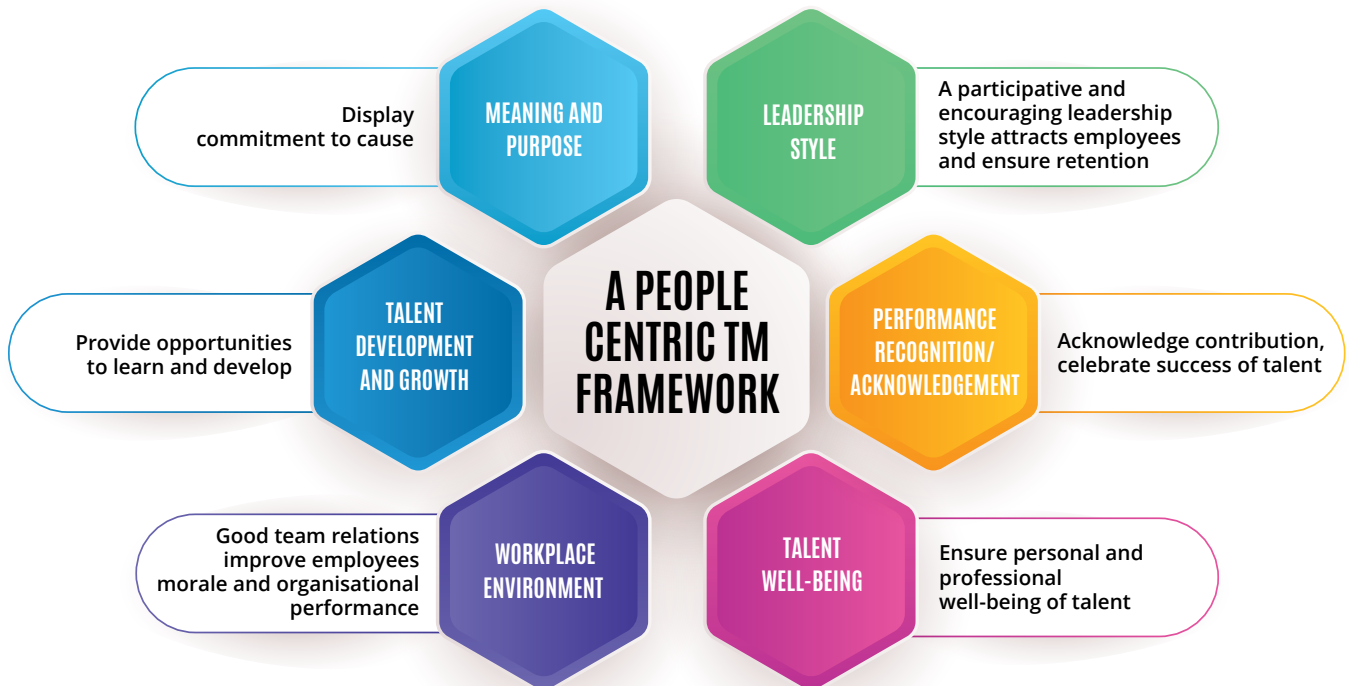 Display
commitment to cause
MEANING AND
PURPOSE
LEADERSHIP
STYLE
A participative and
encouraging leadership
style attracts employees
and ensure retention
Provide opportunities
to learn and develop
TALENT
DEVELOPMENT
AND GROWTH
A PEOPLE
CENTRIC TM
FRAMEWORK
PERFORMANCE
RECOGNITION/
ACKNOWLEDGEMENT
Acknowledge contribution,
celebrate success of talent
Good team relations
improve employees
morale and organisational
performance
WORKPLACE
ENVIRONMENT
TALENT
WELL-BEING
Ensure personal and
professional
well-being of talent